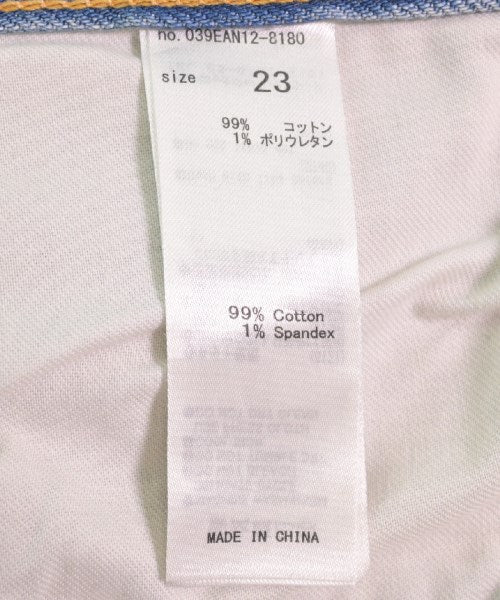 no. 039EAN12-8180
size 23
99% コットン
1% ポリウレタン
99% Cotton
1% Spandex
MADE IN CHINA